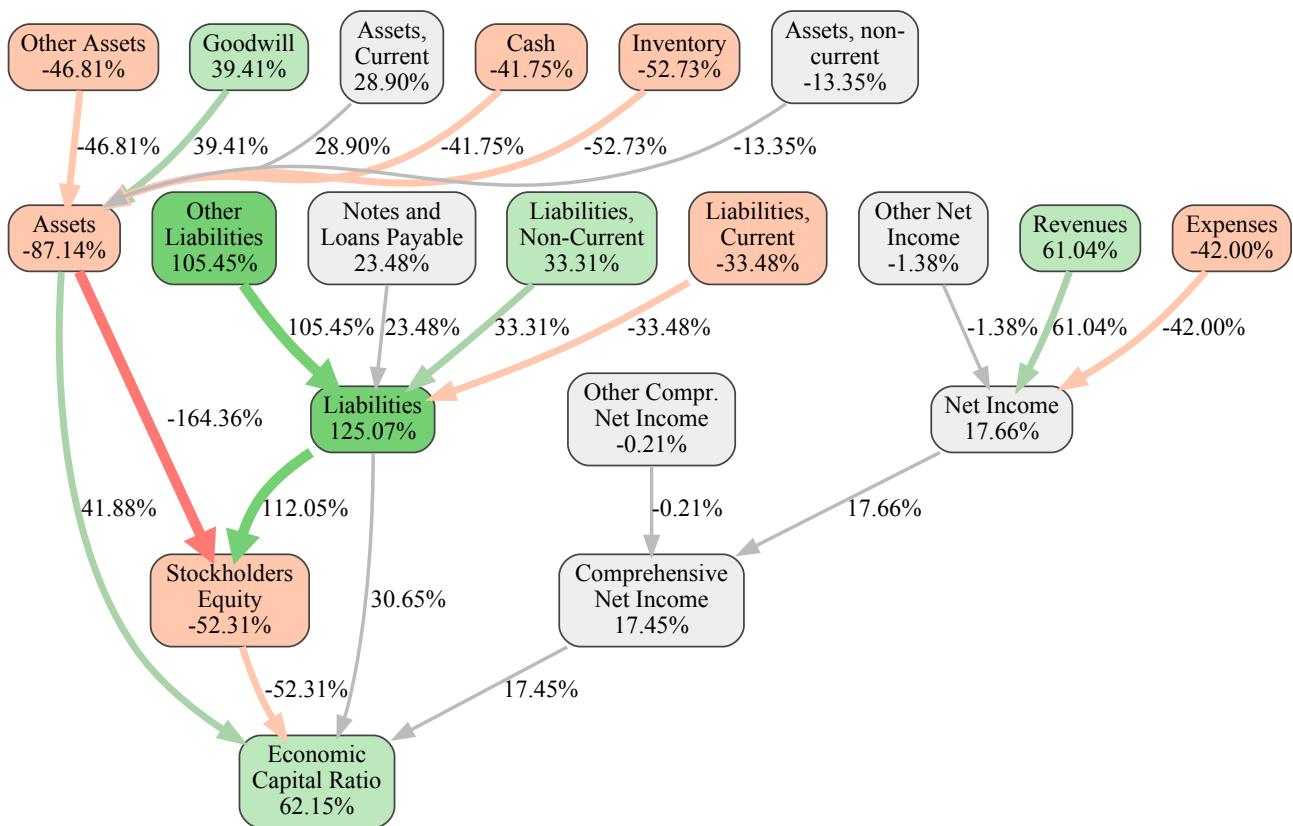 Other Assets
-46.81%
Goodwill
39.41%
Assets,
Current
28.90%
Cash
-41.75%
Inventory
-52.73%
Assets, non-
current
-13.35%
-46.81%
39.41%
28.90%
-41.75%
-52.73%
-13.35%
Assets
-87.14%
Other
Liabilities
105.45%
Notes and
Loans Payable
23.48%
Liabilities,
Non-Current
33.31%
Liabilities,
Current
-33.48%
Other Net
Income
-1.38%
Revenues
61.04%
Expenses
-42.00%
105.45%
23.48%
33.31%
-33.48%
-1.38%
61.04%
-42.00%
-164.36%
Liabilities
125.07%
Other Compr.
Net Income
-0.21%
Net Income
17.66%
41.88%
112.05%
-0.21%
17.66%
Stockholders
Equity
-52.31%
30.65%
Comprehensive
Net Income
17.45%
-52.31%
17.45%
Economic
Capital Ratio
62.15%